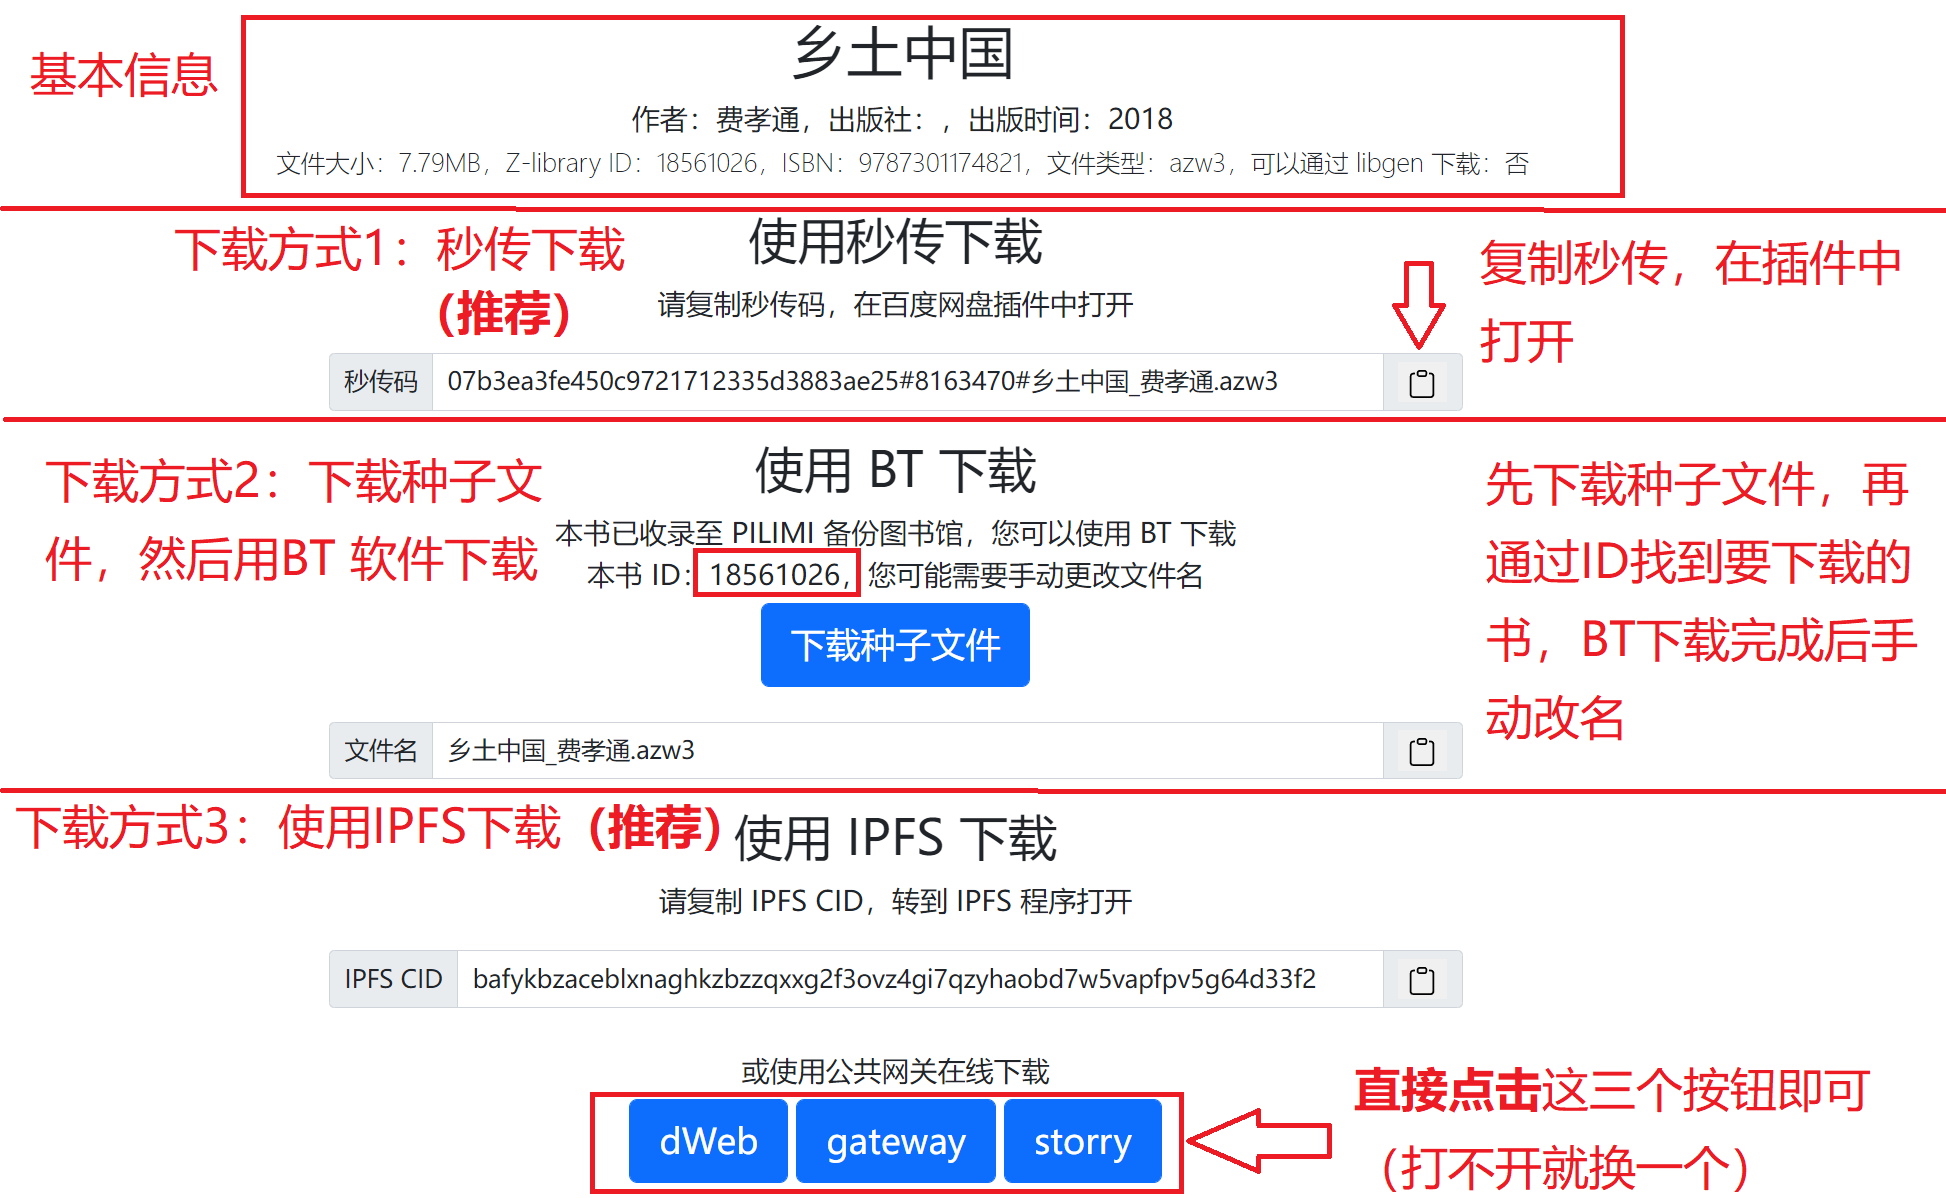 基本信息
乡土中国
作者：费孝通，出版社：，出版时间：2018
文件大小：7.79MB，Z-library ID：18561026，ISBN：9787301174821，文件类型：azw3，可以通过 libgen 下载：否
下载方式1：秒传下载
（推荐）
使用秒传下载
请复制秒传码，在百度网盘插件中打开
复制秒传，在插件中
打开
秒传码 07b3ea3fe450c9721712335d3883ae25#8163470#乡土中国_费孝通.azw3
下载方式2：下载种子文
件，然后用BT 软件下载
使用 BT 下载
本书已收录至 PILIMI 备份图书馆，您可以使用 BT 下载
本书 ID：18561026，您可能需要手动更改文件名
下载种子文件
先下载种子文件，再
通过ID找到要下载的
书，BT下载完成后手
动改名
文件名 乡土中国_费孝通.azw3
下载方式3：使用IPFS下载（推荐）
使用 IPFS 下载
请复制 IPFS CID，转到 IPFS 程序打开
IPFS CID bafykbzaceblxnaghkzbzzqxxg2f3ovz4gi7qzyhaobd7w5vapfpv5g64d33f2
或使用公共网关在线下载
dWeb gateway storry
直接点击这三个按钮即可
（打不开就换一个）